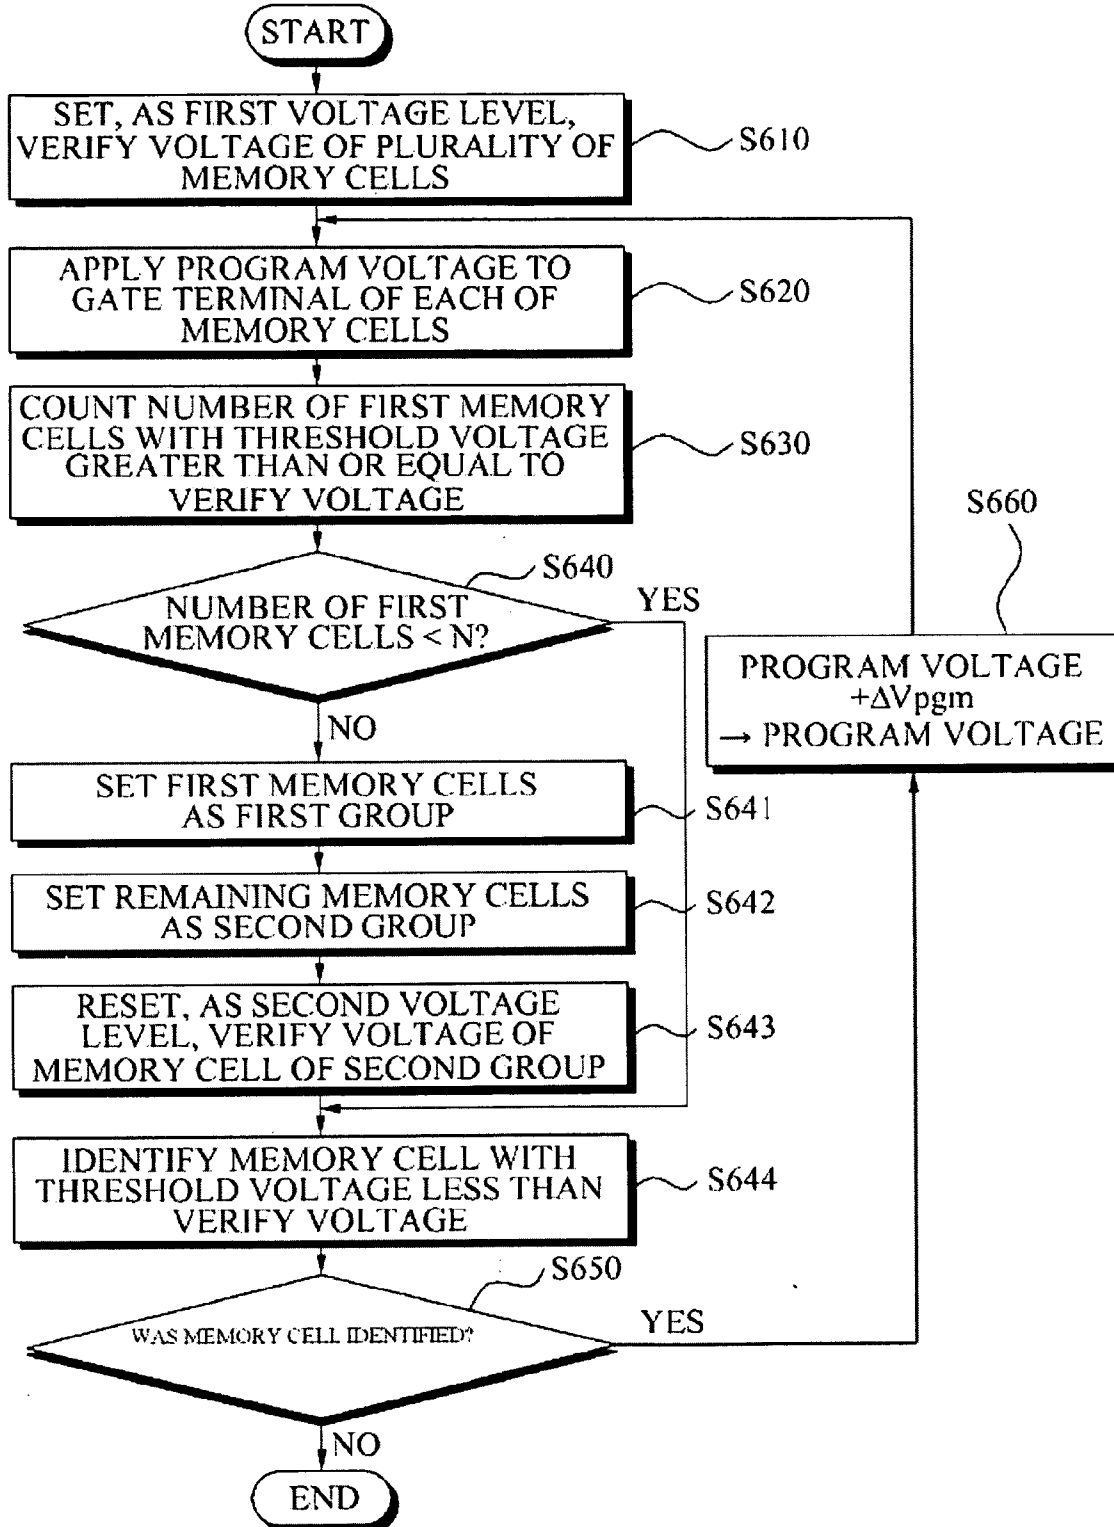 START
SET, AS FIRST VOLTAGE LEVEL,
VERIFY VOLTAGE OF PLURALITY OF
MEMORY CELLS
S610
APPLY PROGRAM VOLTAGE TO
GATE TERMINAL OF EACH OF
MEMORY CELLS
S620
COUNT NUMBER OF FIRST MEMORY
CELLS WITH THRESHOLD VOLTAGE
GREATER THAN OR EQUAL TO
VERIFY VOLTAGE
S630
S640
NUMBER OF FIRST
MEMORY CELLS < N?
YES
NO
S660
PROGRAM VOLTAGE
+ΔVpgm
→ PROGRAM VOLTAGE
SET FIRST MEMORY CELLS
AS FIRST GROUP
S641
SET REMAINING MEMORY CELLS
AS SECOND GROUP
S642
RESET, AS SECOND VOLTAGE
LEVEL, VERIFY VOLTAGE OF
MEMORY CELL OF SECOND GROUP
S643
IDENTIFY MEMORY CELL WITH
THRESHOLD VOLTAGE LESS THAN
VERIFY VOLTAGE
S644
S650
WAS MEMORY CELL IDENTIFIED?
YES
NO
END